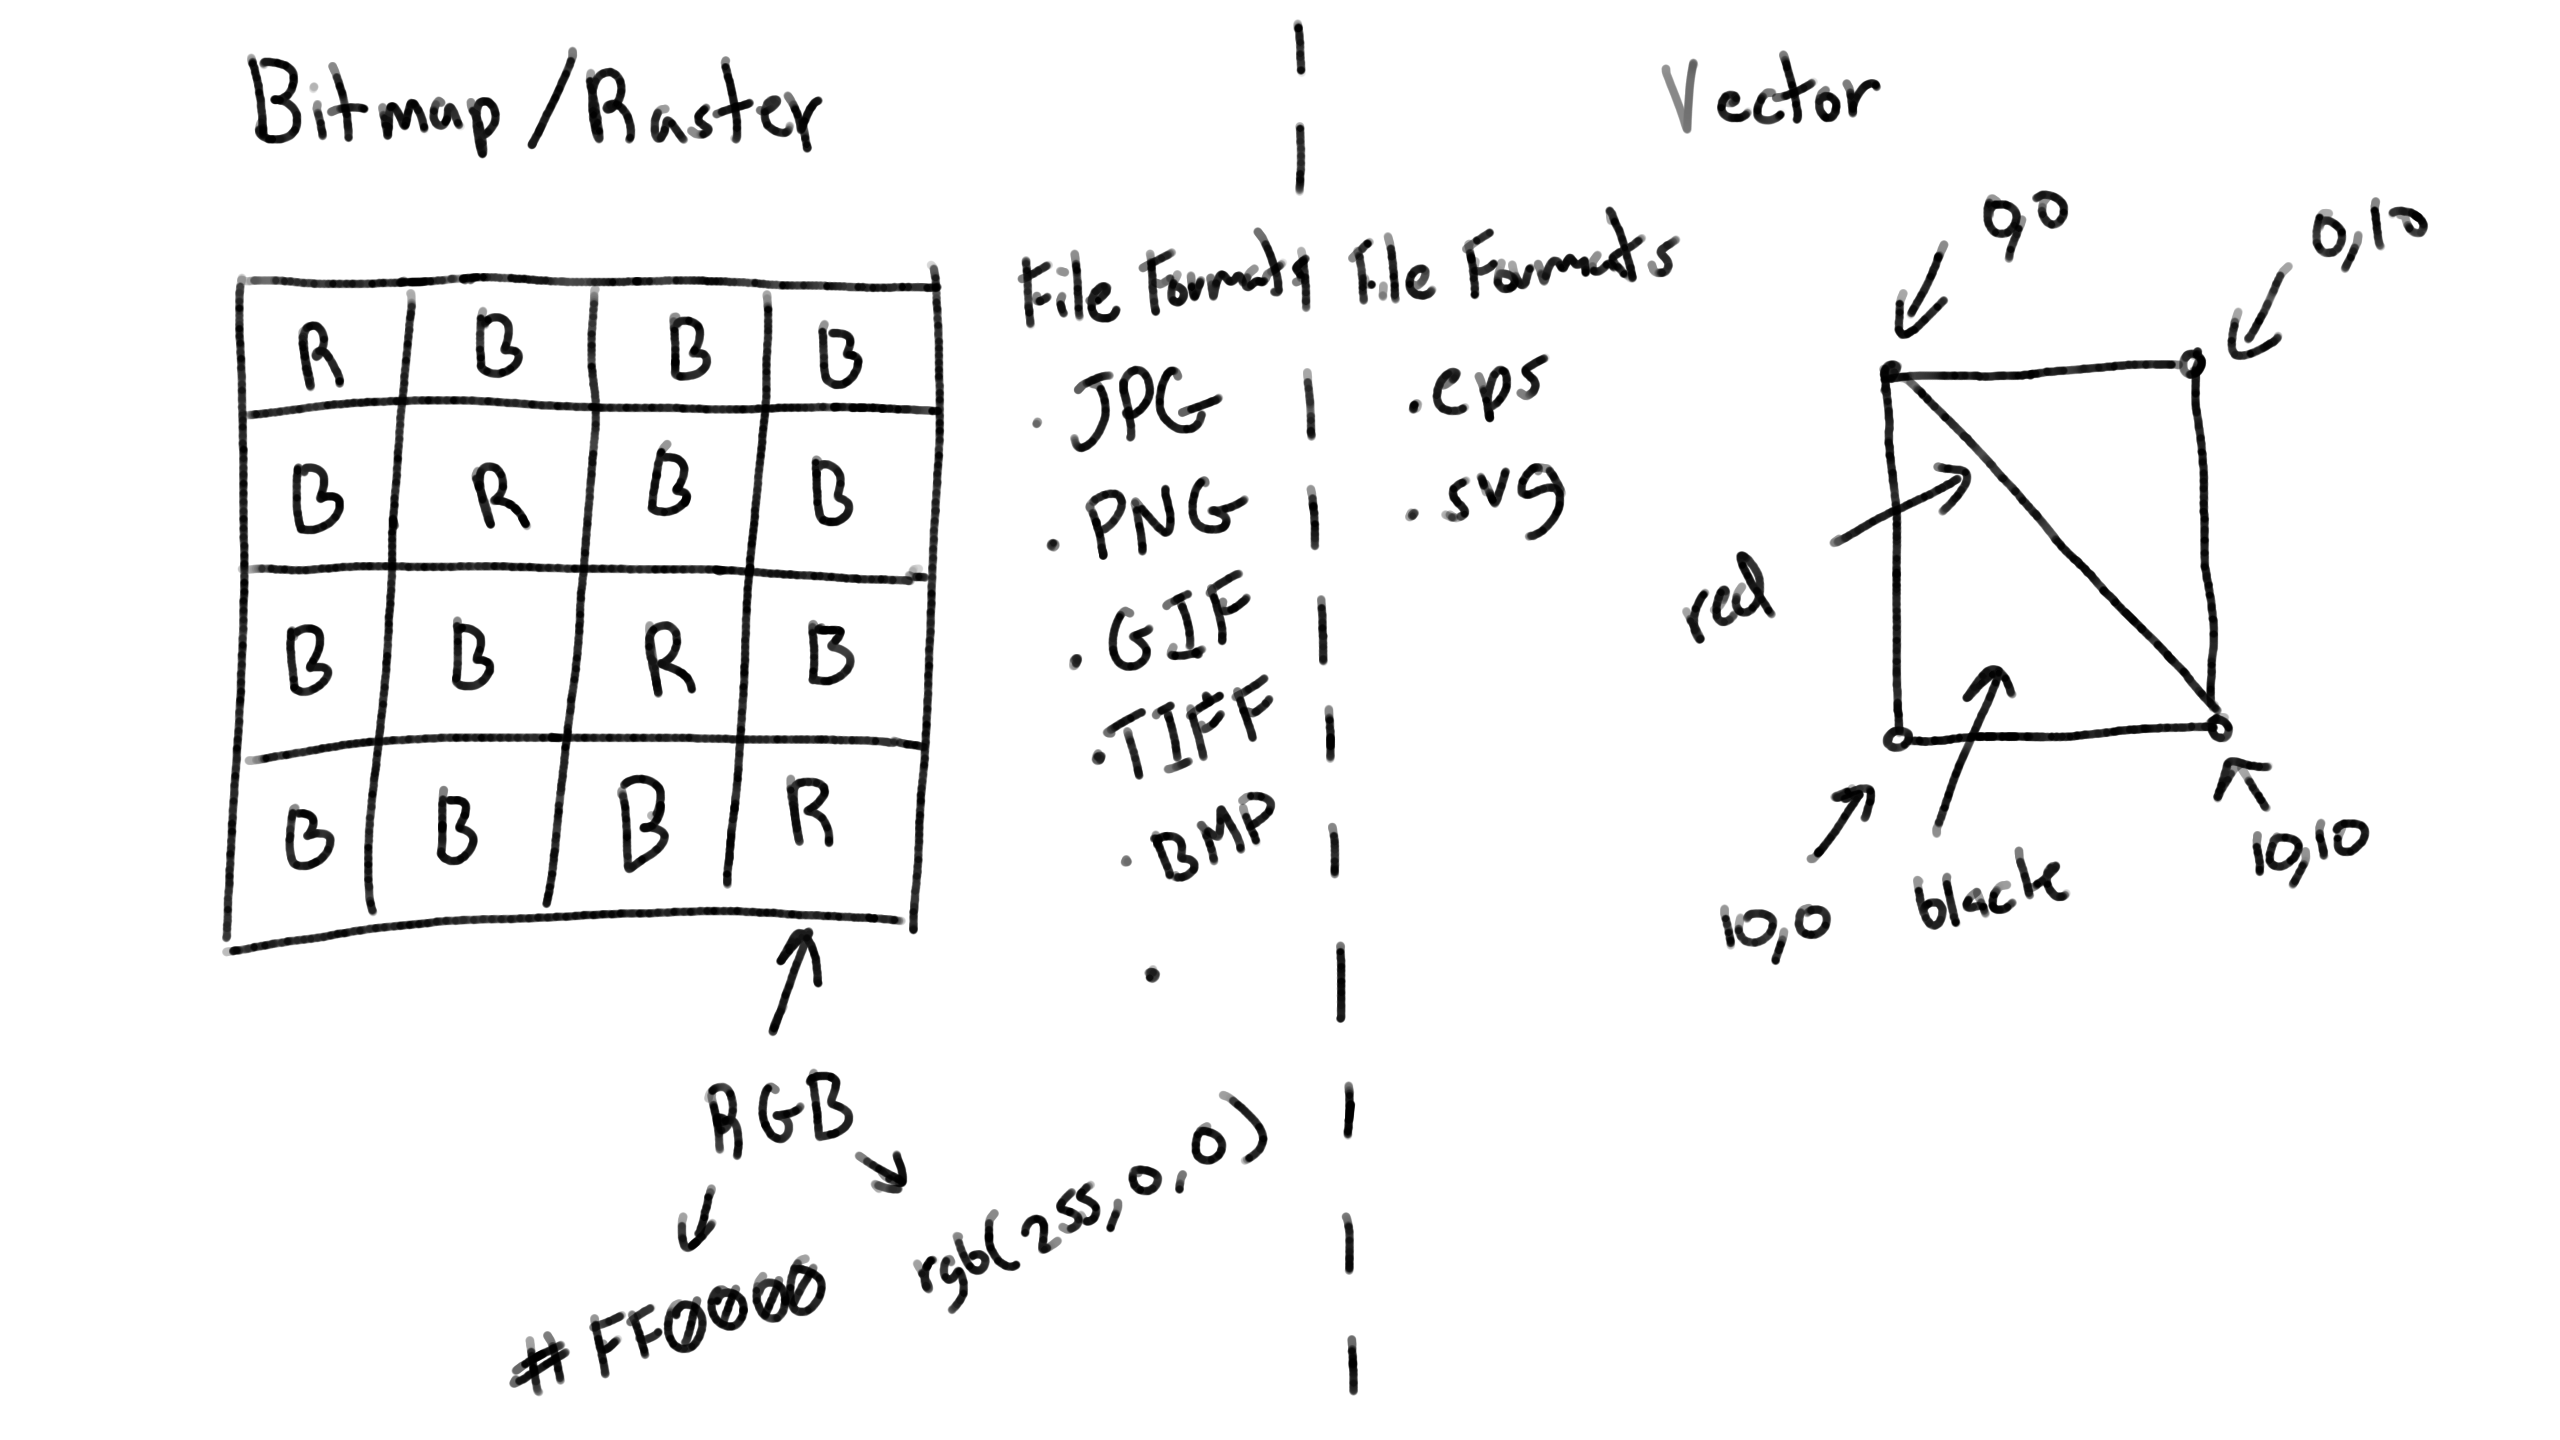 Bitmap/Raster
R B B B
B R B B
B B R B
B B B R
RGB
#FF0000
rgb(255,0,0)
File Formats
. JPG
. PNG
. GIF
. TIFF
. BMP
.
Vector
File Formats
. eps
. svg
0,0
0,10
red
10,0
black
10,10